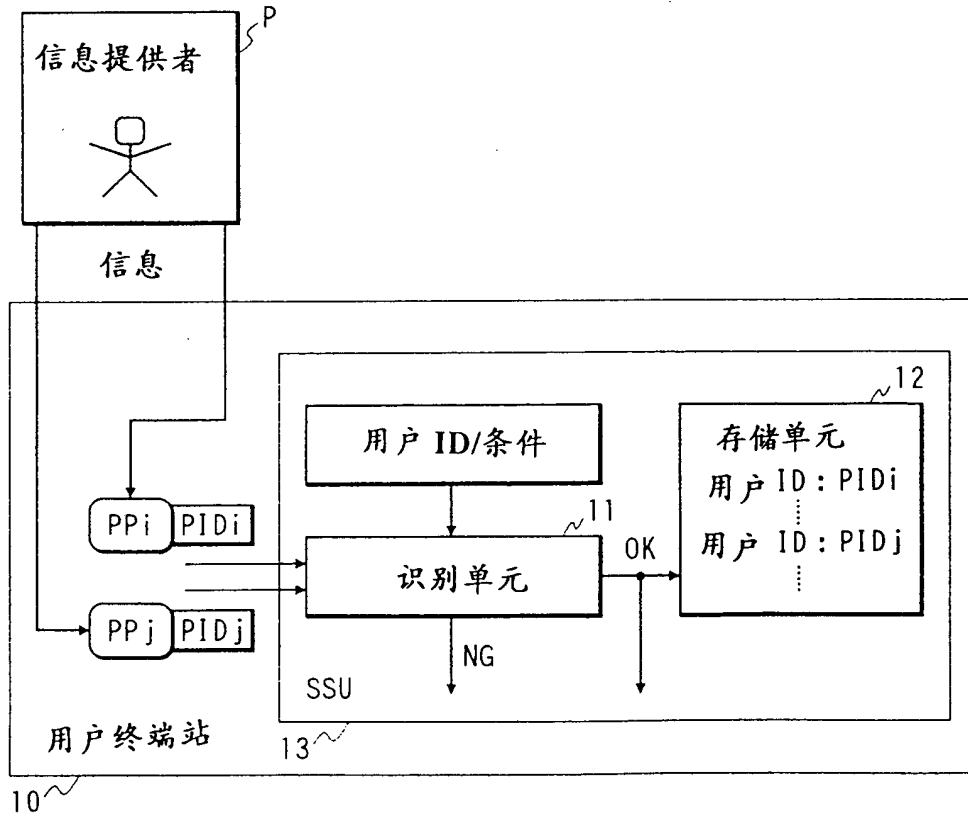 P
信息提供者
信息
12
用户 ID/条件
存储单元
用户 ID : PIDi
11
PPi PIDi
OK
用户 ID : PIDj
识别单元
PPj PIDj
NG
SSU
用户终端站
13
10